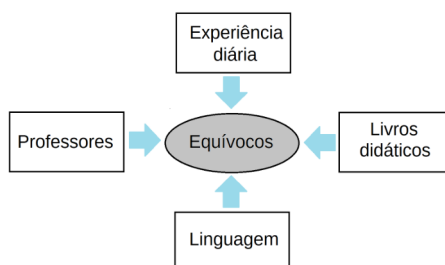 Experiência
diária
Professores
Equívocos
Livros
didáticos
Linguagem